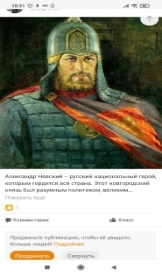 18:31
Александр Невский – русский национальный герой,
которым гордится вся страна. Этот новгородский
князь был разумным политиком, великим...
Показать еще
Комментарии Класс
Продвиньте публикацию, чтобы её увидело
больше людей! Подробнее
Продвинуть Свернуть